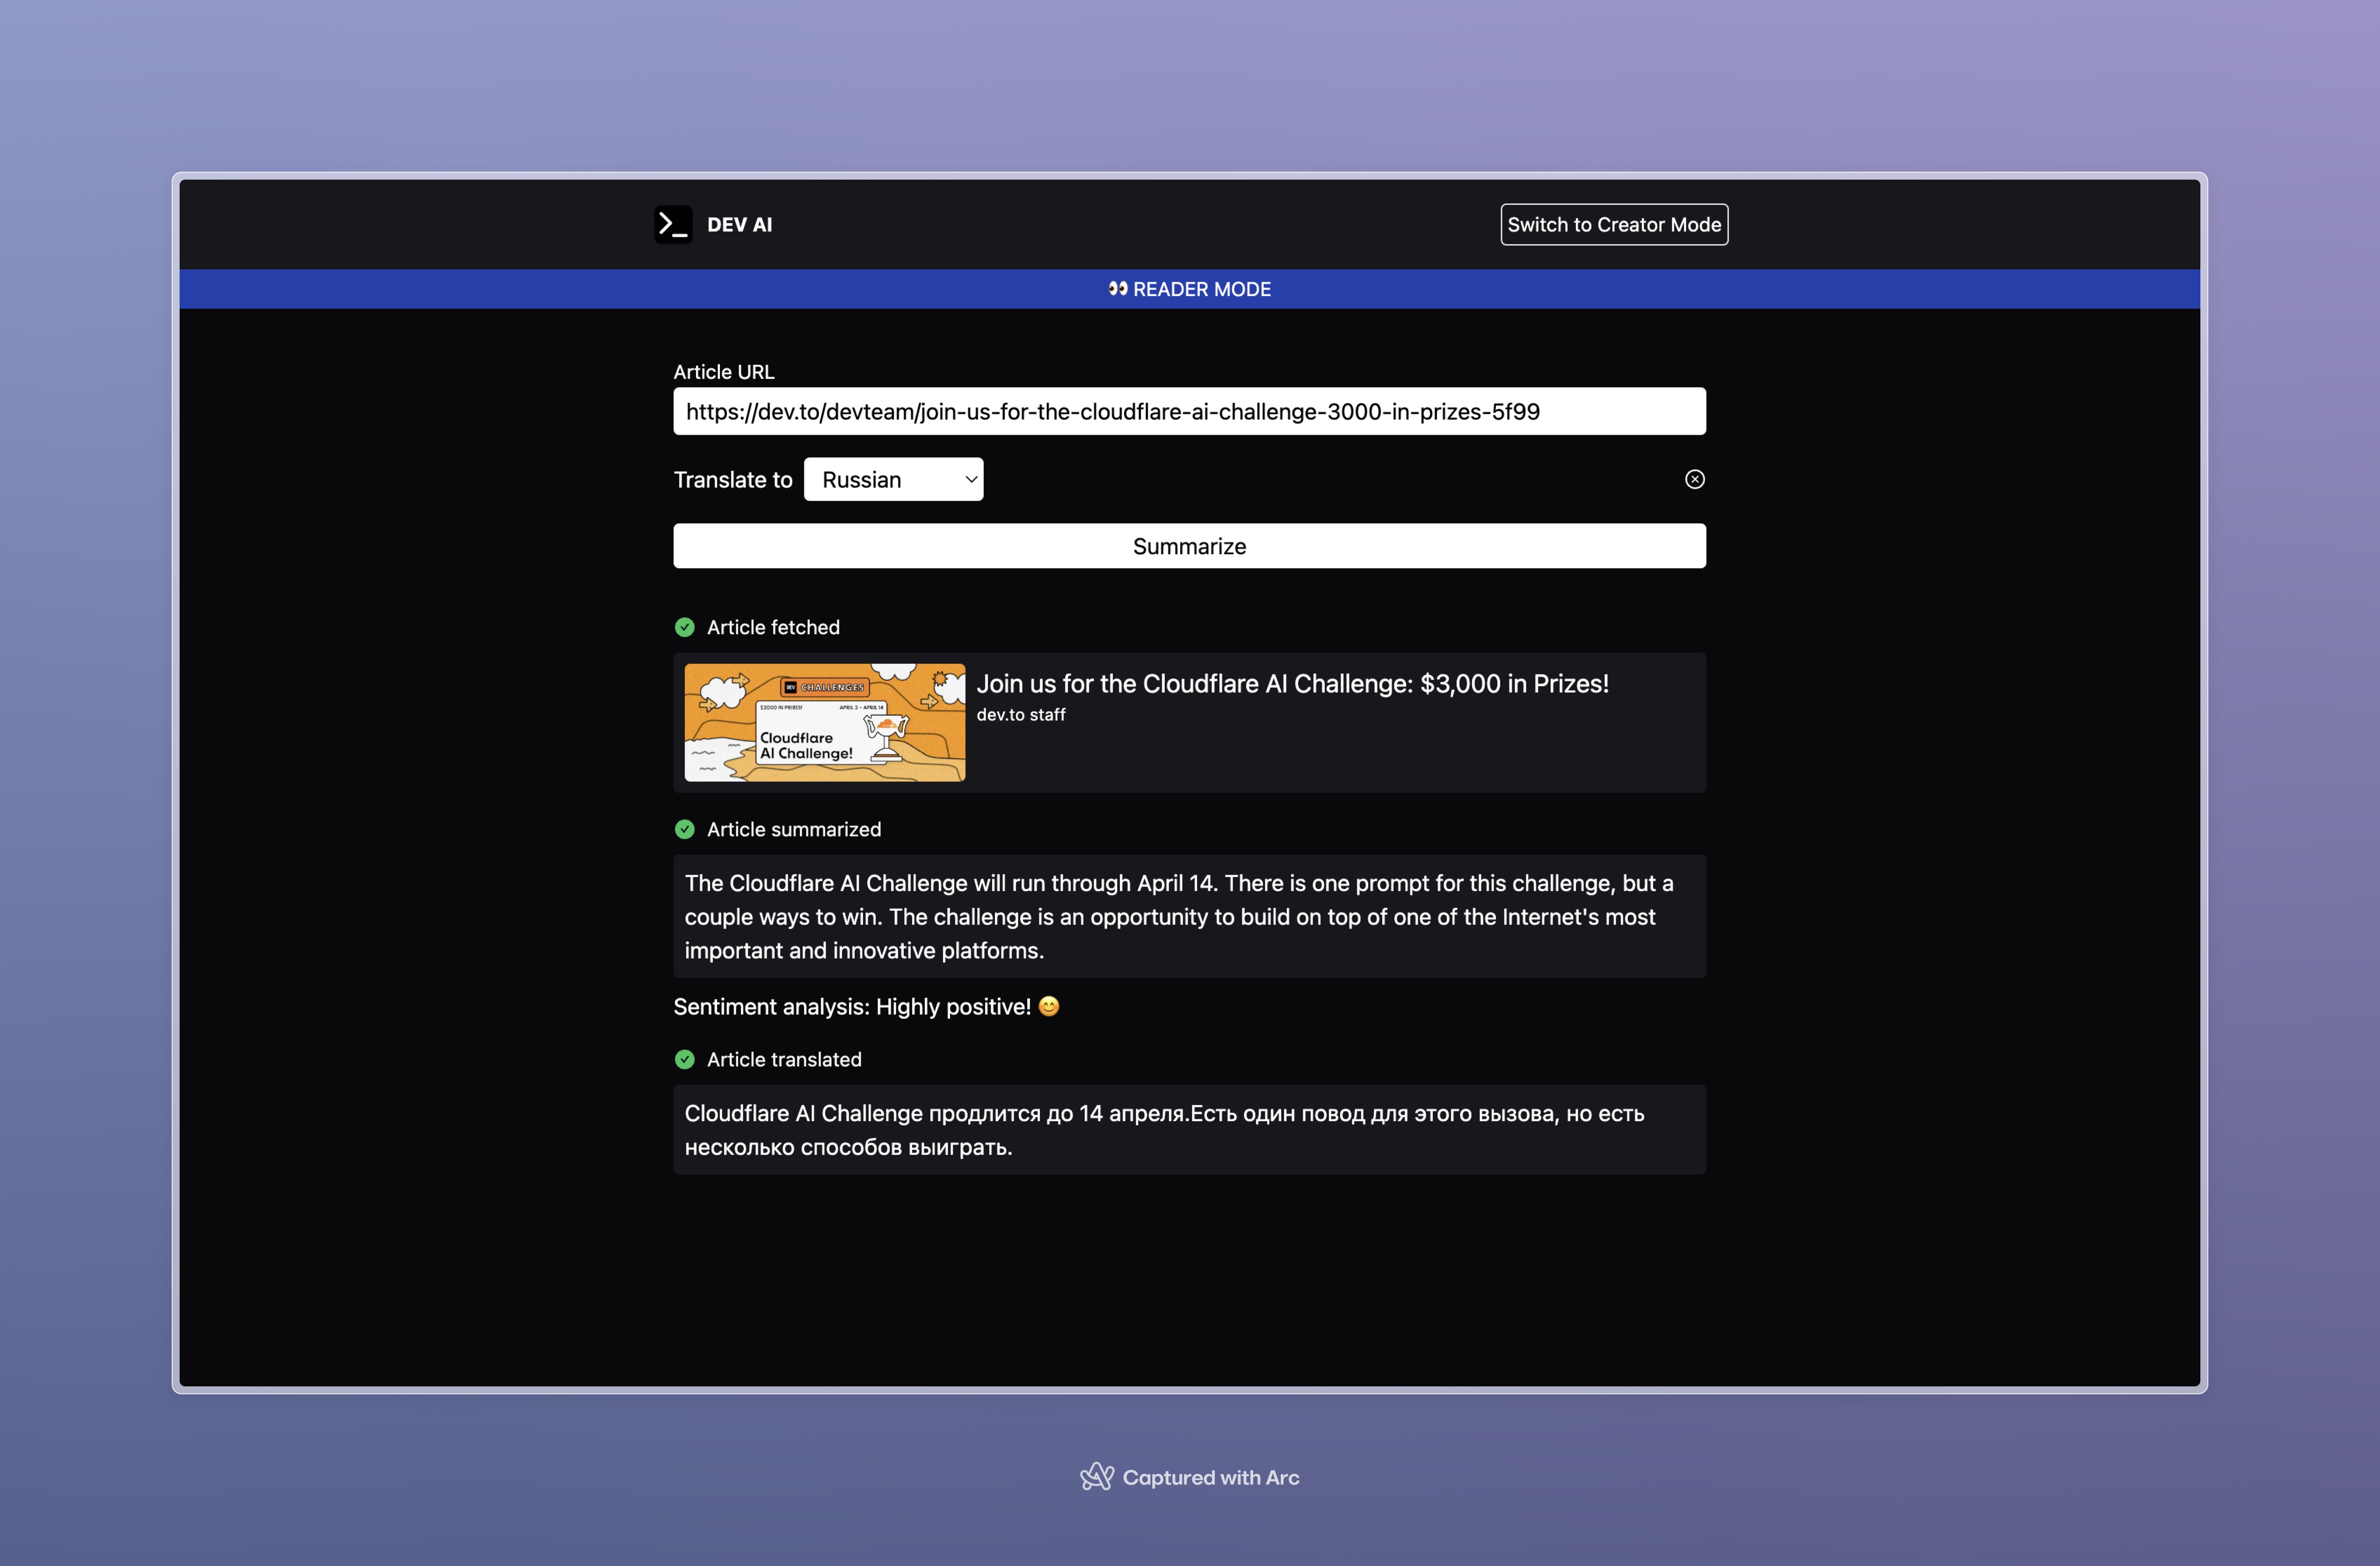 DEV AI
Switch to Creator Mode
👀 READER MODE
Article URL
https://dev.to/devteam/join-us-for-the-cloudflare-ai-challenge-3000-in-prizes-5f99
Translate to Russian
Summarize
Article fetched
DEV CHALLENGES
$3000 IN PRIZES! APRIL 3 – APRIL 14
Cloudflare
AI Challenge!
Join us for the Cloudflare AI Challenge: $3,000 in Prizes!
dev.to staff
Article summarized
The Cloudflare AI Challenge will run through April 14. There is one prompt for this challenge, but a
couple ways to win. The challenge is an opportunity to build on top of one of the Internet's most
important and innovative platforms.
Sentiment analysis: Highly positive! 😊
Article translated
Cloudflare AI Challenge продлится до 14 апреля.Есть один повод для этого вызова, но есть
несколько способов выиграть.
Captured with Arc